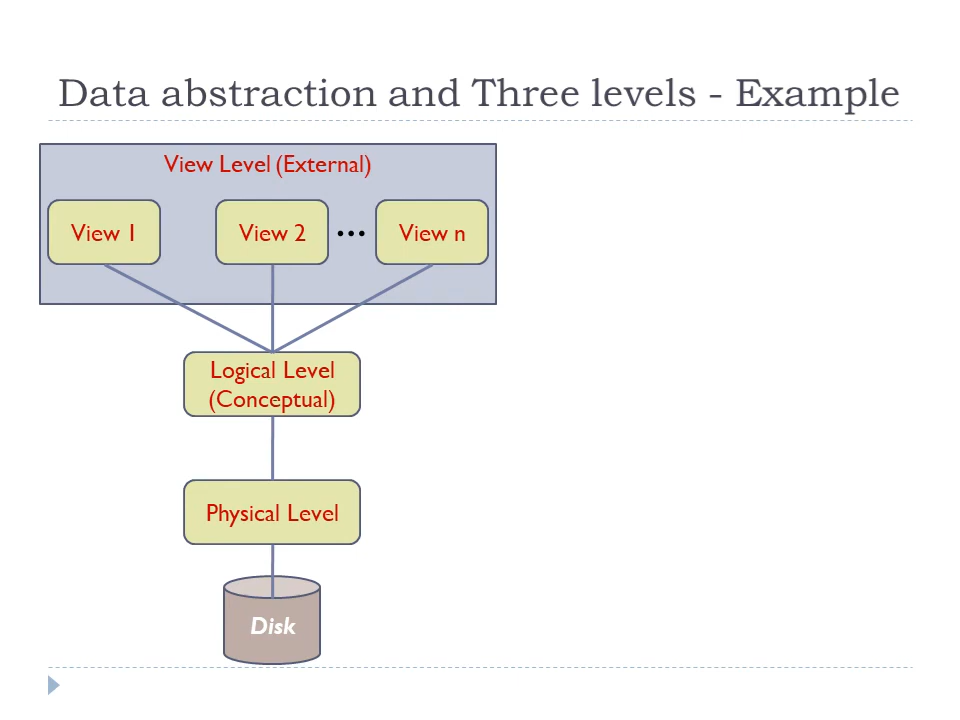 Data abstraction and Three levels - Example
View Level (External)
View 1
View 2
...
View n
Logical Level
(Conceptual)
Physical Level
Disk